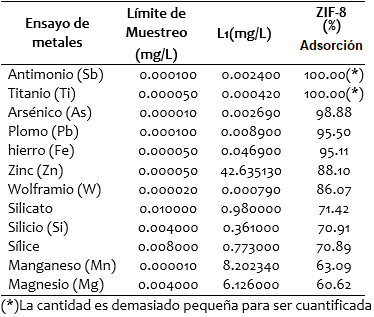 Ensayo de metales Límite de Muestreo (mg/L) L1(mg/L) ZIF-8 (%) Adsorción
Antimonio (Sb) 0.000100 0.002400 100.00(*)
Titanio (Ti) 0.000050 0.000420 100.00(*)
Arsénico (As) 0.000010 0.002690 98.88
Plomo (Pb) 0.000100 0.008900 95.50
hierro (Fe) 0.000050 0.046900 95.11
Zinc (Zn) 0.000050 42.635130 88.10
Wolframio (W) 0.000020 0.000790 86.07
Silicato 0.010000 0.980000 71.42
Silicio (Si) 0.004000 0.361000 70.91
Sílice 0.008000 0.773000 70.89
Manganeso (Mn) 0.000010 8.202340 63.09
Magnesio (Mg) 0.004000 6.126000 60.62
(*)La cantidad es demasiado pequeña para ser cuantificada